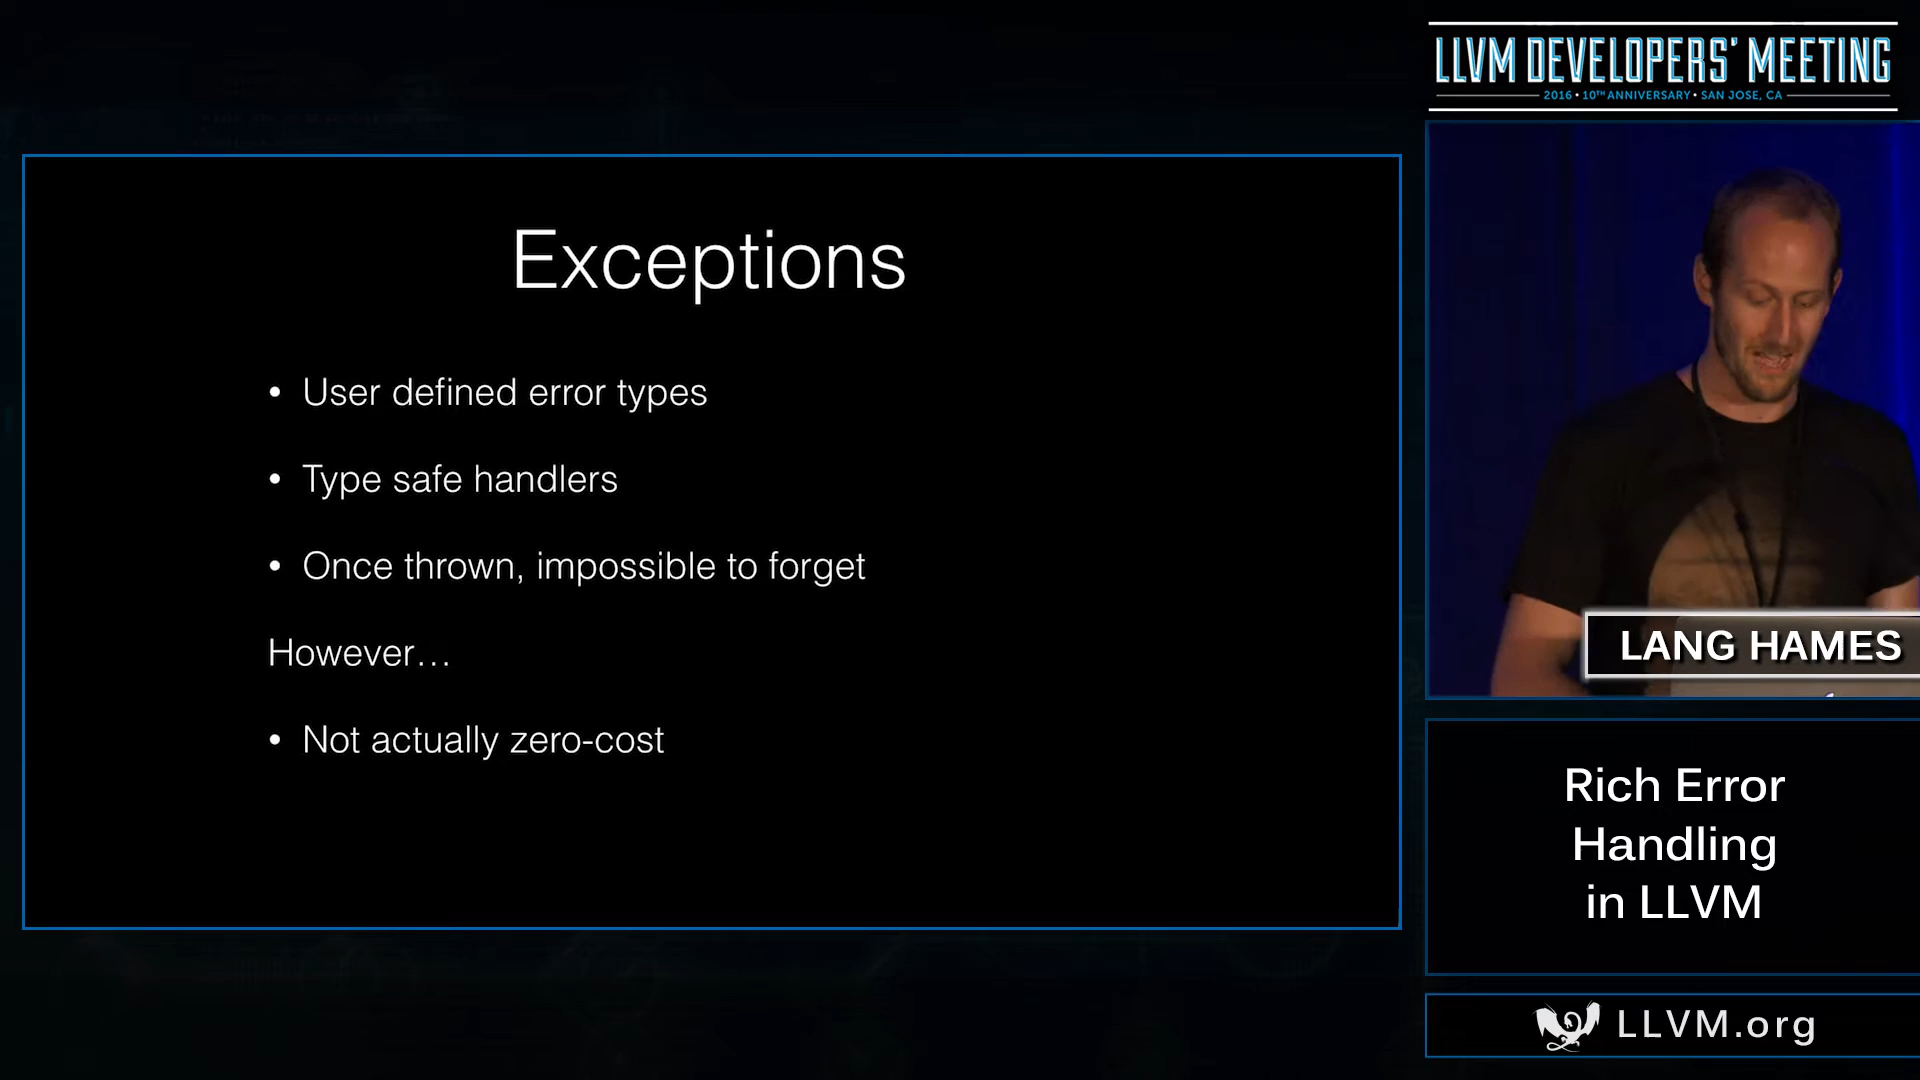 LLVM DEVELOPERS' MEETING
2016 • 10TH ANNIVERSARY • SAN JOSE, CA
Exceptions
• User defined error types
• Type safe handlers
• Once thrown, impossible to forget
However…
• Not actually zero-cost
LANG HAMES
Rich Error
Handling
in LLVM
LLVM.org